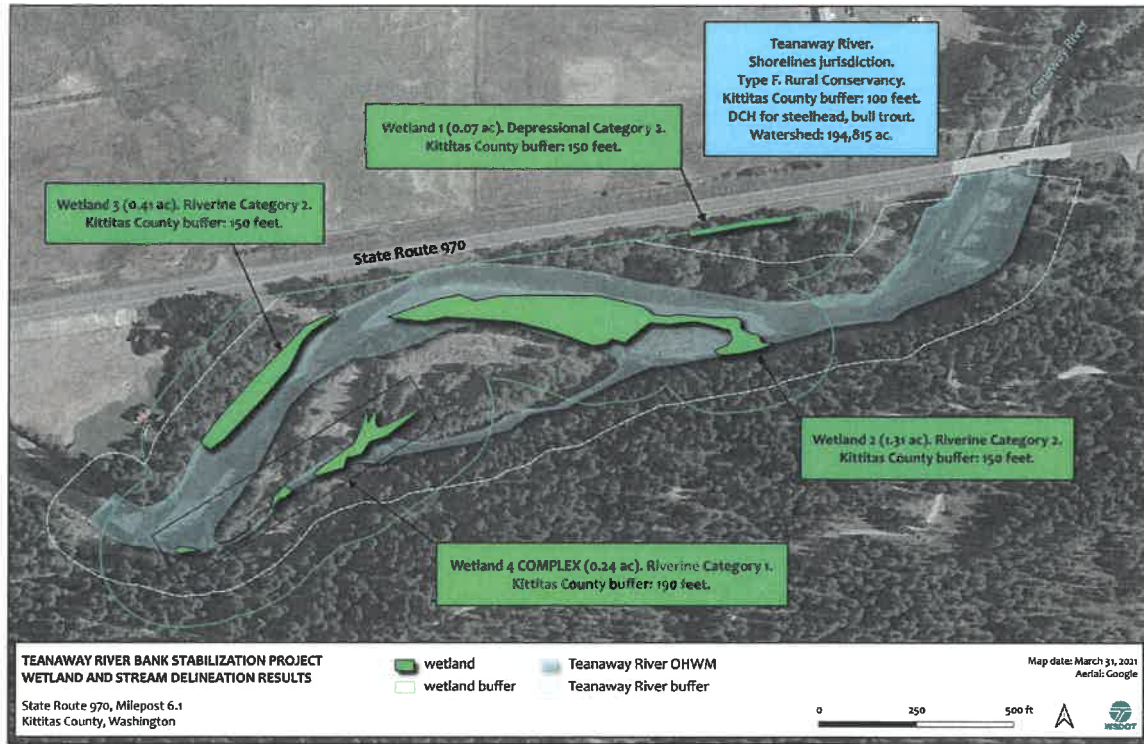 Teanaway River.
Shorelines jurisdiction.
Type F. Rural Conservancy.
Kittitas County buffer: 100 feet.
DCH for steelhead, bull trout.
Watershed: 194,815 ac.
Teanaway River
Wetland 1 (0.07 ac). Depressional Category 2.
Kittitas County buffer: 150 feet.
Wetland 3 (0.41 ac). Riverine Category 2.
Kittitas County buffer: 150 feet.
State Route 970
Wetland 2 (1.31 ac). Riverine Category 2.
Kittitas County buffer: 150 feet.
Wetland 4 COMPLEX (0.24 ac). Riverine Category 1.
Kittitas County buffer: 190 feet.
TEANAWAY RIVER BANK STABILIZATION PROJECT
WETLAND AND STREAM DELINEATION RESULTS
State Route 970, Milepost 6.1
Kittitas County, Washington
wetland
wetland buffer
Teanaway River OHWM
Teanaway River buffer
Map date: March 31, 2021
Aerial: Google
0 250 500 ft
WSDOT